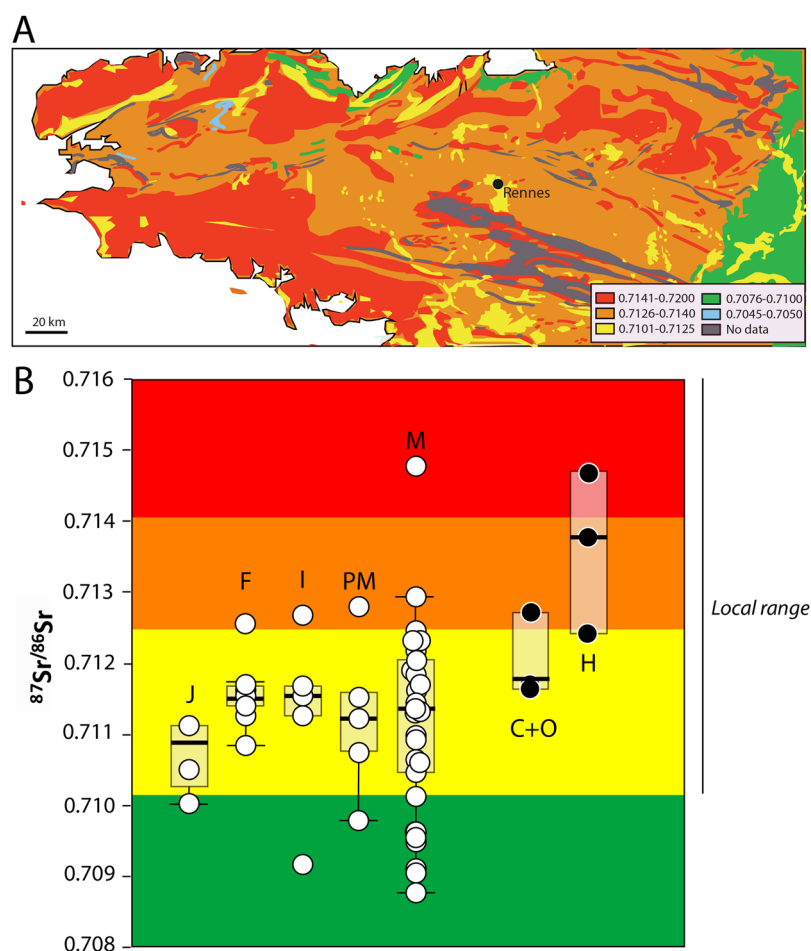 A
Rennes
20 km
0.7141-0.7200 0.7076-0.7100
0.7126-0.7140 0.7045-0.7050
0.7101-0.7125 No data
B
0.716
0.715
0.714
0.713
0.712
0.711
0.710
0.709
0.708
87Sr/86Sr
J
F
I
PM
M
C+O
H
Local range